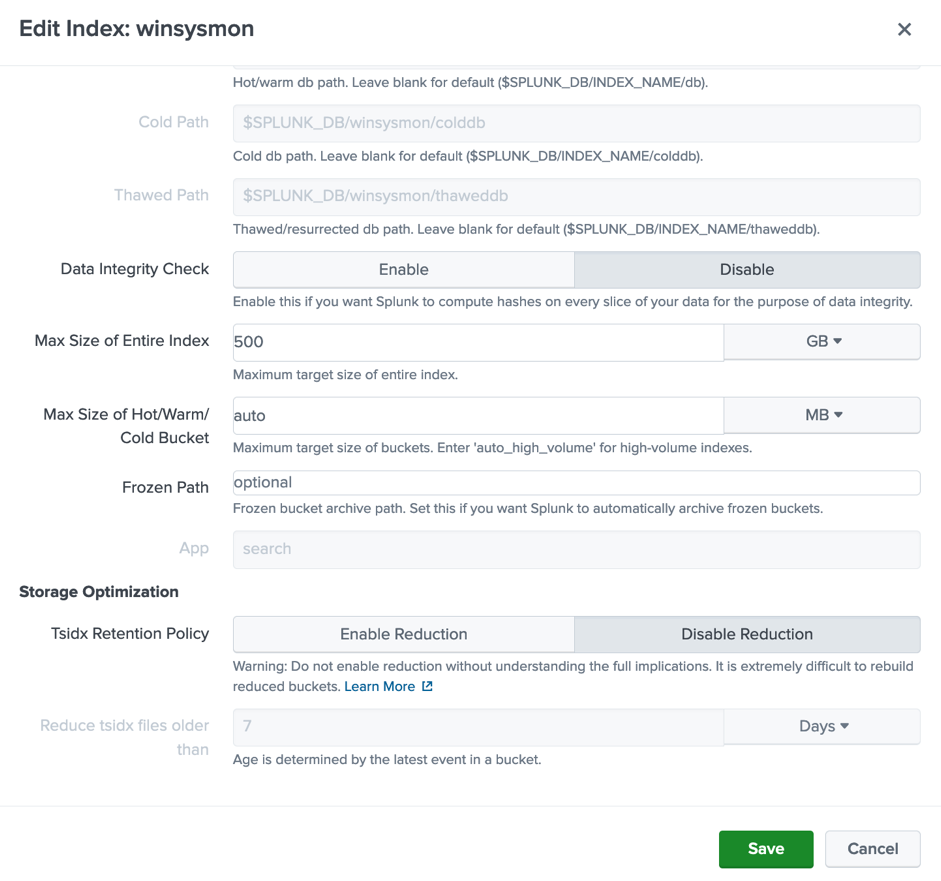 Edit Index: winsysmon
Hot/warm db path. Leave blank for default ($SPLUNK_DB/INDEX_NAME/db).
Cold Path
$SPLUNK_DB/winsysmon/colddb
Cold db path. Leave blank for default ($SPLUNK_DB/INDEX_NAME/colddb).
Thawed Path
$SPLUNK_DB/winsysmon/thaweddb
Thawed/resurrected db path. Leave blank for default ($SPLUNK_DB/INDEX_NAME/thaweddb).
Data Integrity Check
Enable
Disable
Enable this if you want Splunk to compute hashes on every slice of your data for the purpose of data integrity.
Max Size of Entire Index
500
GB
Maximum target size of entire index.
Max Size of Hot/Warm/
Cold Bucket
auto
MB
Maximum target size of buckets. Enter 'auto_high_volume' for high-volume indexes.
Frozen Path
optional
Frozen bucket archive path. Set this if you want Splunk to automatically archive frozen buckets.
App
search
Storage Optimization
Tsidx Retention Policy
Enable Reduction
Disable Reduction
Warning: Do not enable reduction without understanding the full implications. It is extremely difficult to rebuild
reduced buckets. Learn More
Reduce tsidx files older
than
7
Days
Age is determined by the latest event in a bucket.
Save
Cancel